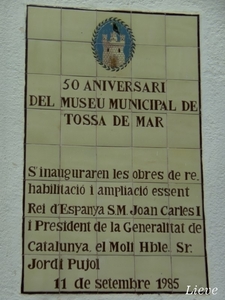 50 ANIVERSARI
DEL MUSEU MUNICIPAL DE
TOSSA DE MAR
S'inauguraren les obres de re,
habilitació i ampliació essent
Rei d'Espanya S.M. Joan Carles I
i President de la Generalitat de
Catalunya, el Molt Hble. Sr.
Jordi Pujol
11 de setembre 1985
Lieve